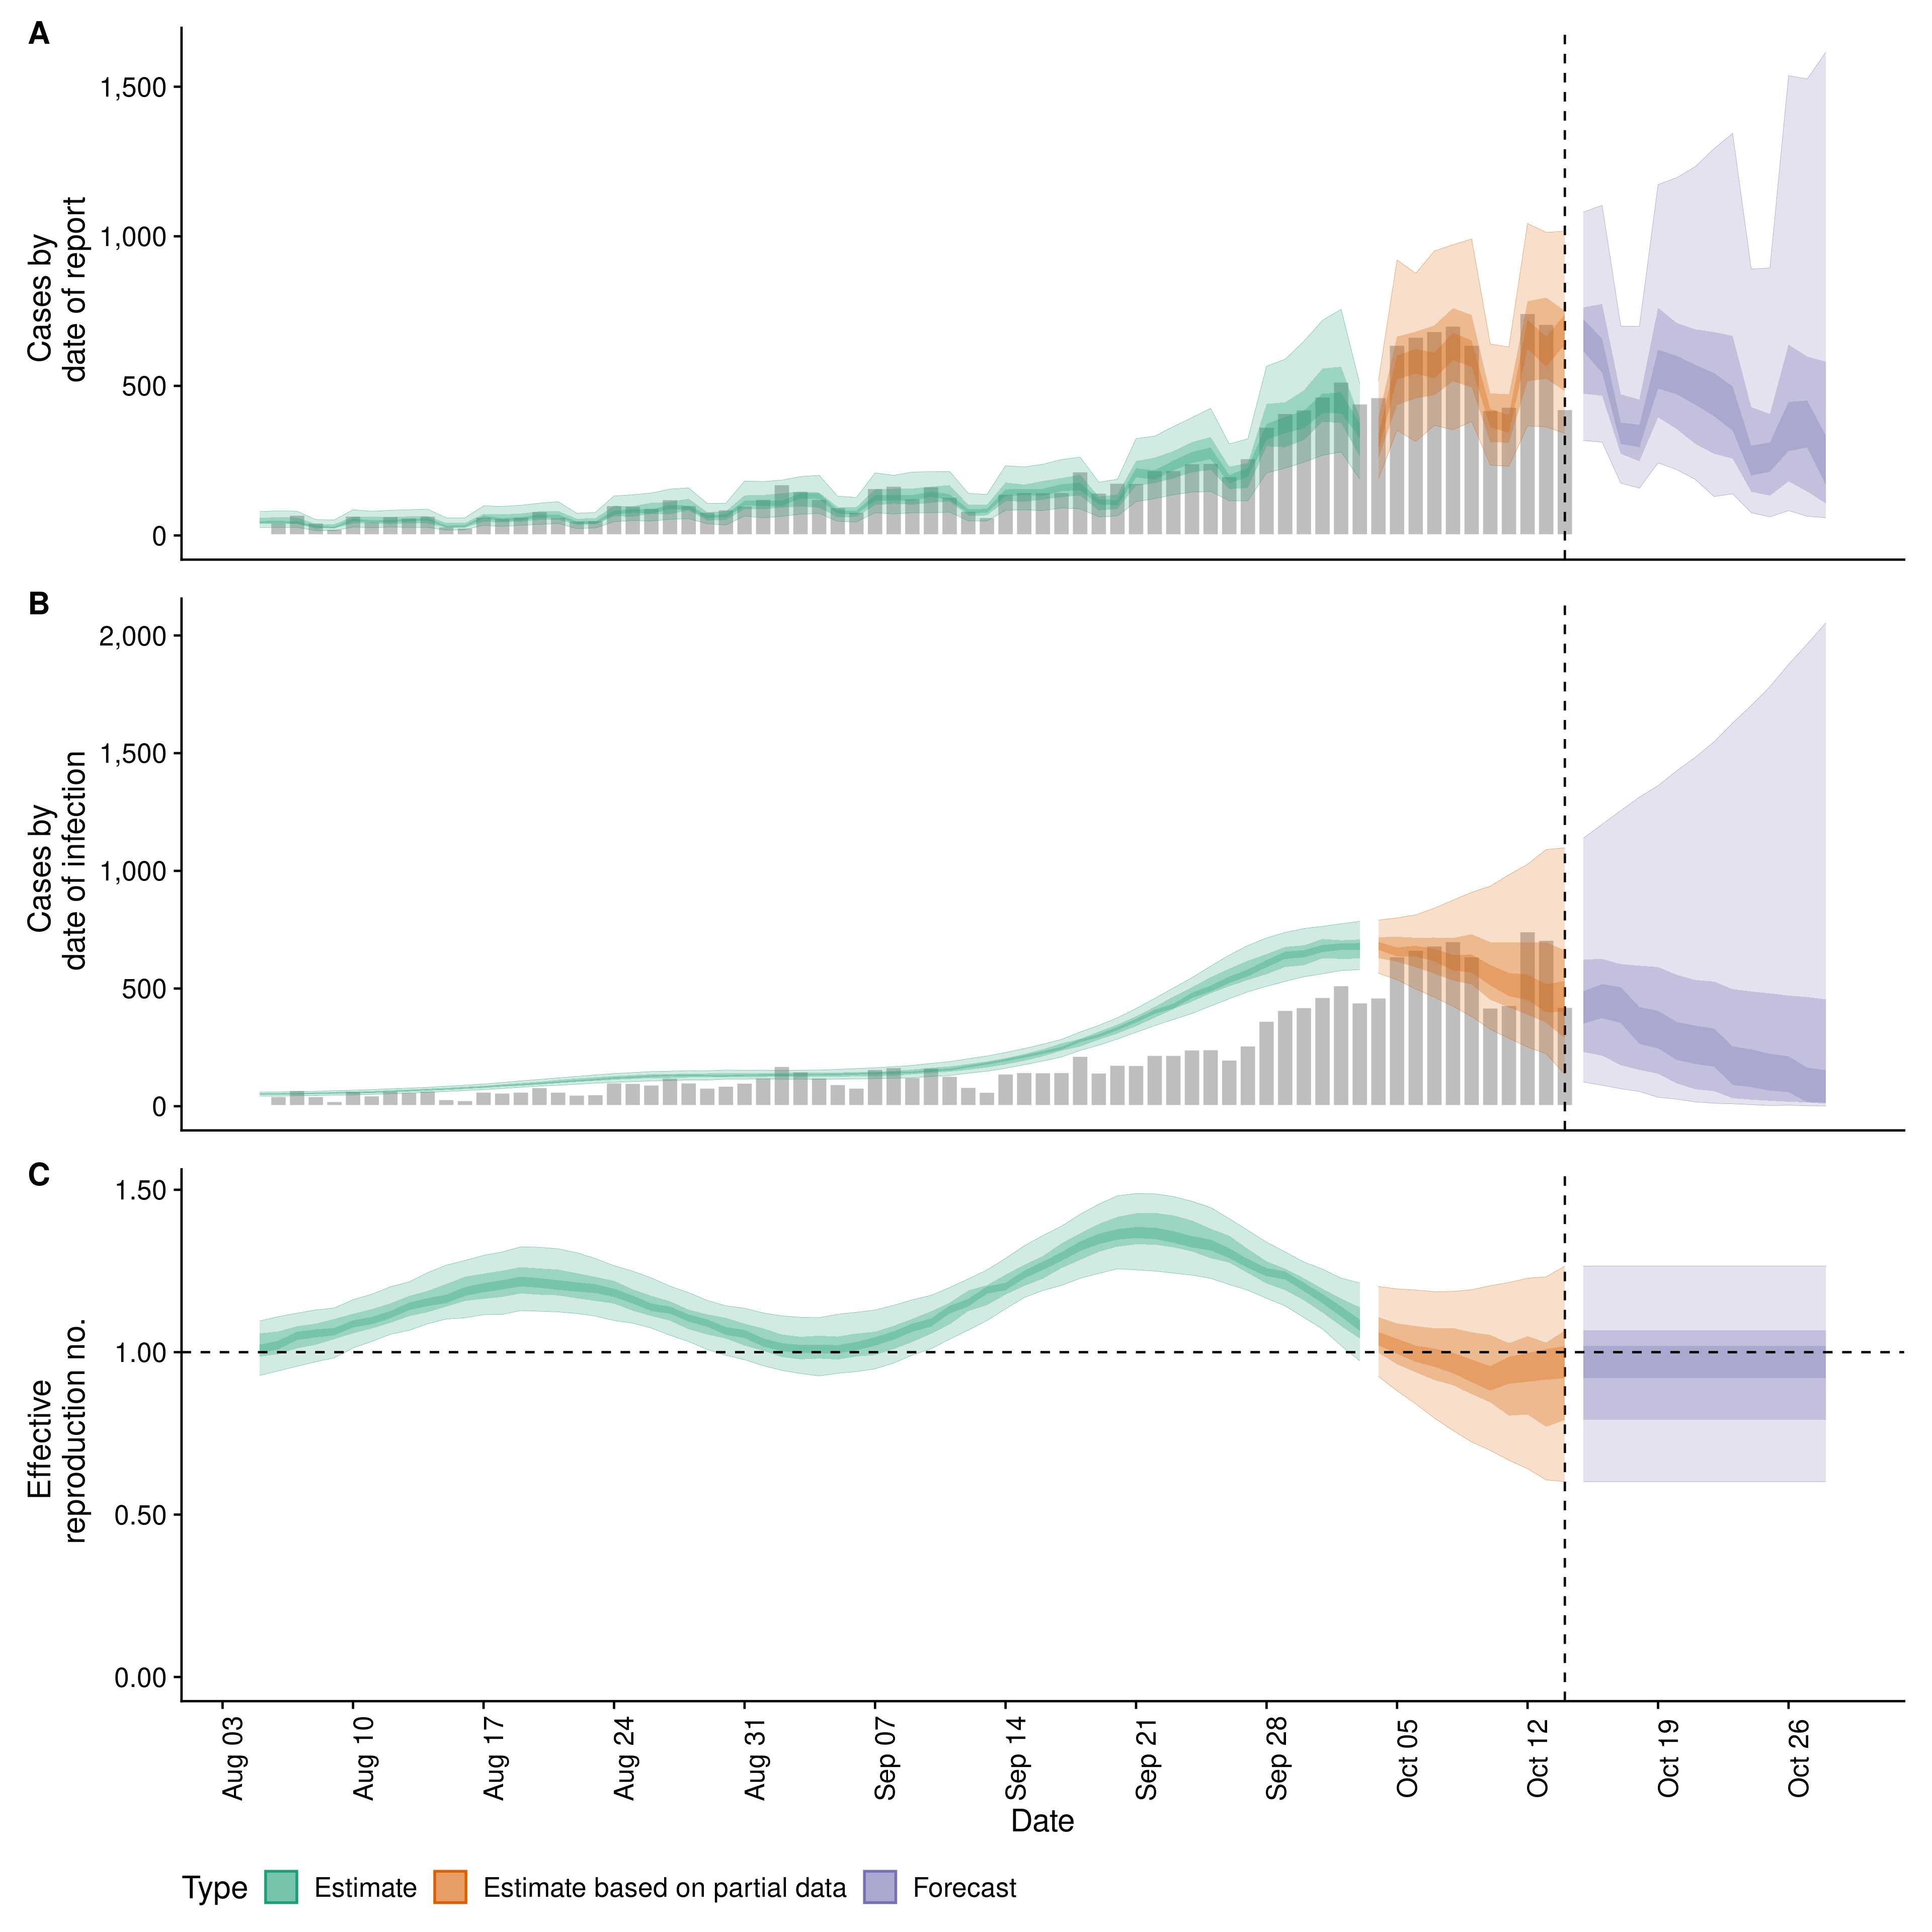 A
Cases by
date of report
1,500
1,000
500
0
B
Cases by
date of infection
2,000
1,500
1,000
500
0
C
Effective
reproduction no.
1.50
1.00
0.50
0.00
Aug 03
Aug 10
Aug 17
Aug 24
Aug 31
Sep 07
Sep 14
Sep 21
Sep 28
Oct 05
Oct 12
Oct 19
Oct 26
Date
Type Estimate Estimate based on partial data Forecast